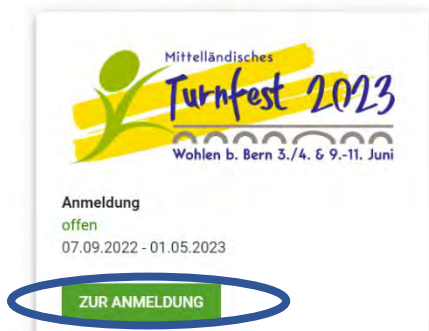 Mittelländisches
Turnfest 2023
Wohlen b. Bern 3./4. & 9.-11. Juni
Anmeldung
offen
07.09.2022 - 01.05.2023
ZUR ANMELDUNG